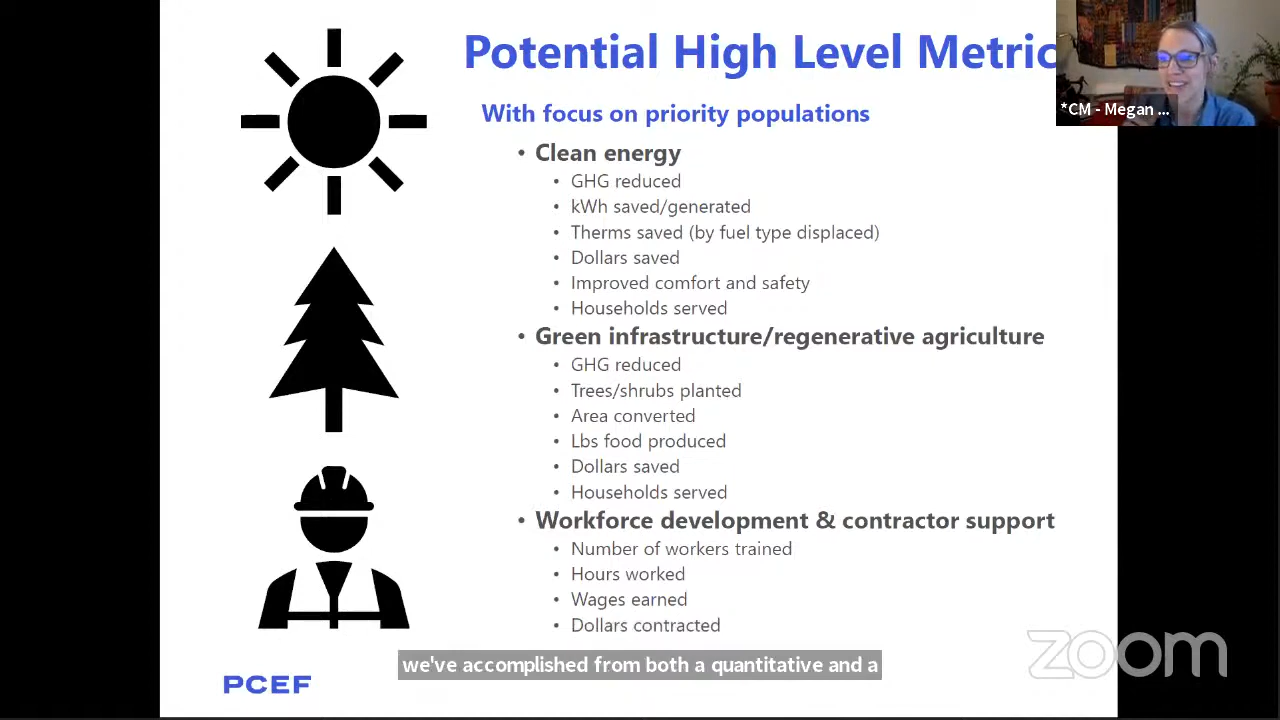 Potential High Level Metric
*CM - Megan ...
With focus on priority populations
• Clean energy
• GHG reduced
• kWh saved/generated
• Therms saved (by fuel type displaced)
• Dollars saved
• Improved comfort and safety
• Households served
• Green infrastructure/regenerative agriculture
• GHG reduced
• Trees/shrubs planted
• Area converted
• Lbs food produced
• Dollars saved
• Households served
• Workforce development & contractor support
• Number of workers trained
• Hours worked
• Wages earned
• Dollars contracted
we've accomplished from both a quantitative and a
PCEF
zoom